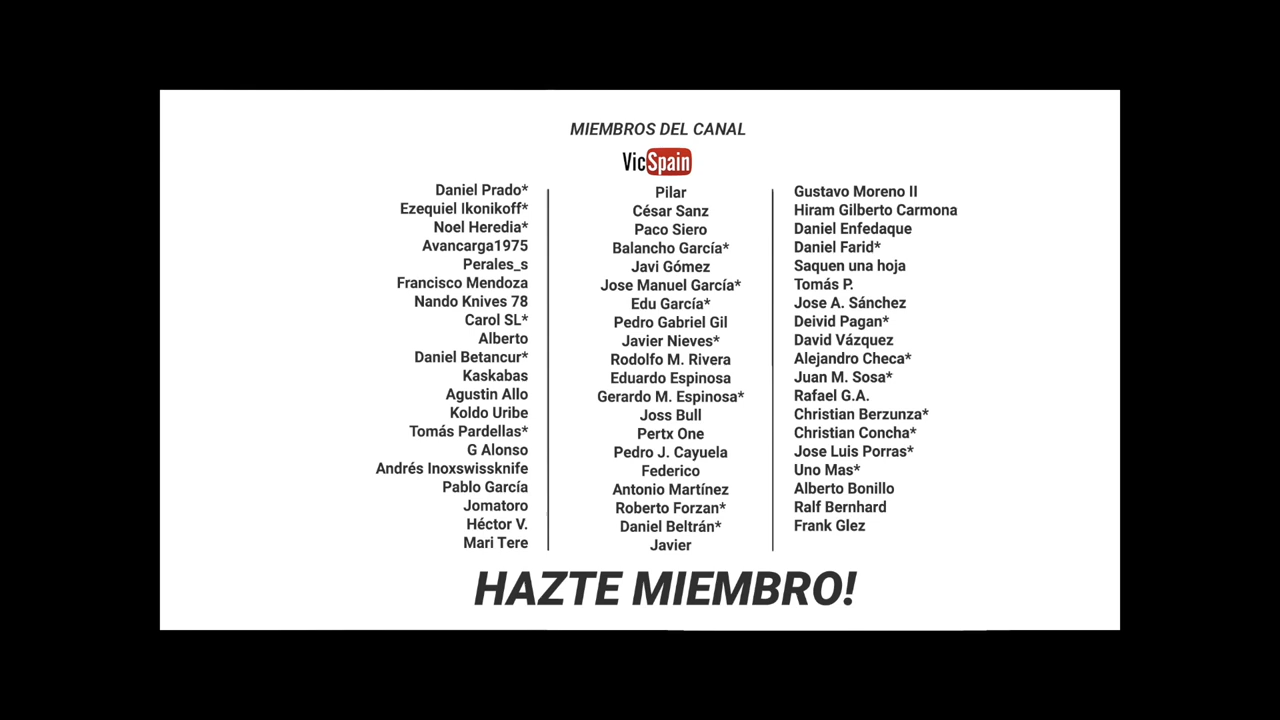 MIEMBROS DEL CANAL
VicSpain
Daniel Prado*
Ezequiel Ikonikoff*
Noel Heredia*
Avancarga1975
Perales_s
Francisco Mendoza
Nando Knives 78
Carol SL*
Alberto
Daniel Betancur*
Kaskabas
Agustin Allo
Koldo Uribe
Tomás Pardellas*
G Alonso
Andrés Inoxswissknife
Pablo García
Jomatoro
Héctor V.
Mari Tere
Pilar
César Sanz
Paco Siero
Balancho García*
Javi Gómez
Jose Manuel García*
Edu García*
Pedro Gabriel Gil
Javier Nieves*
Rodolfo M. Rivera
Eduardo Espinosa
Gerardo M. Espinosa*
Joss Bull
Pertx One
Pedro J. Cayuela
Federico
Antonio Martínez
Roberto Forzan*
Daniel Beltrán*
Javier
Gustavo Moreno II
Hiram Gilberto Carmona
Daniel Enfedaque
Daniel Farid*
Saquen una hoja
Tomás P.
Jose A. Sánchez
Deivid Pagan*
David Vázquez
Alejandro Checa*
Juan M. Sosa*
Rafael G.A.
Christian Berzunza*
Christian Concha*
Jose Luis Porras*
Uno Mas*
Alberto Bonillo
Ralf Bernhard
Frank Glez
HAZTE MIEMBRO!